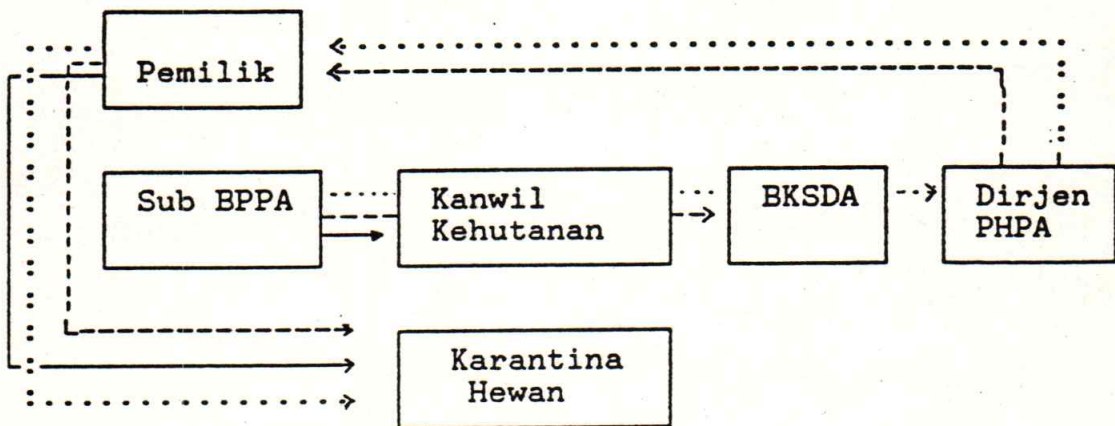 Pemilik
Sub BPPA
Kanwil
Kehutanan
BKSDA
Dirjen
PHPA
Karantina
Hewan